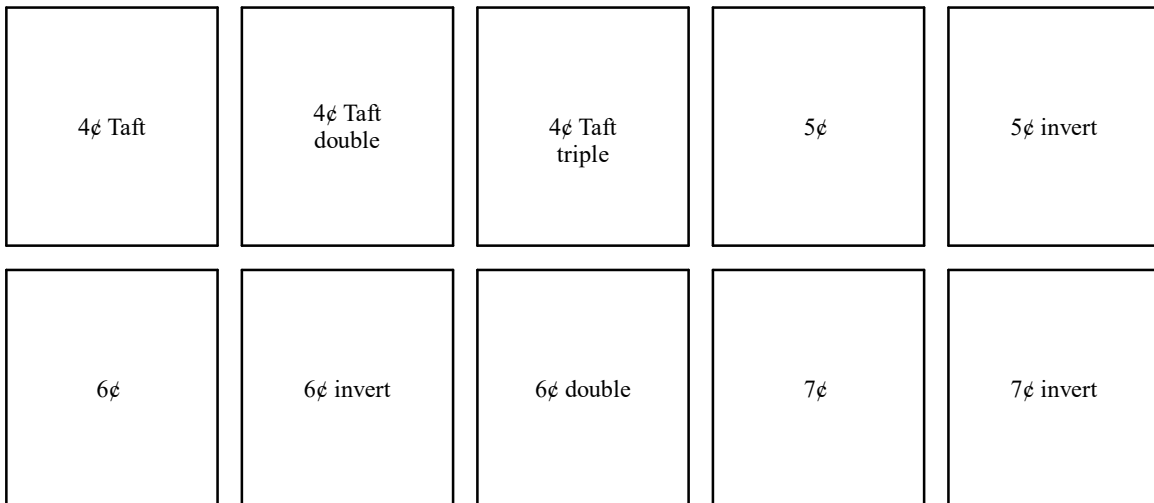 4¢ Taft
4¢ Taft
double
4¢ Taft
triple
5¢
5¢ invert
6¢
6¢ invert
6¢ double
7¢
7¢ invert